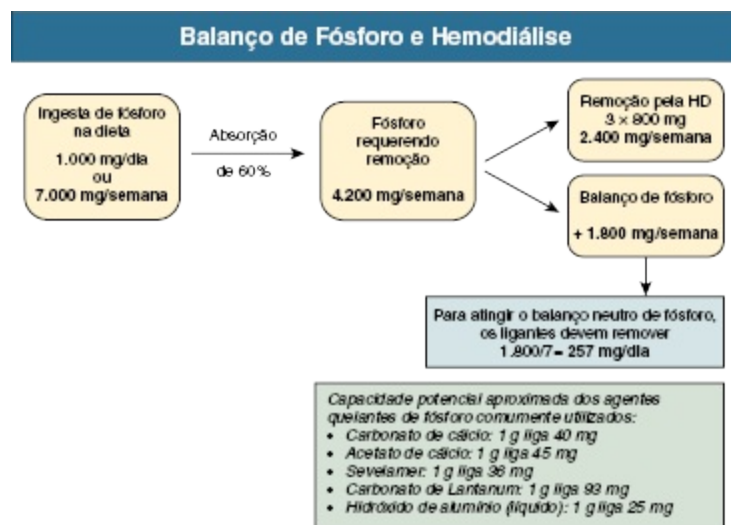 Balanço de Fósforo e Hemodiálise
Ingesta de fósforo
na dieta
1.000 mg/dia
ou
7.000 mg/semana
Absorção
de 60%
Fósforo
requerendo
remoção
4.200 mg/semana
Remoção pela HD
3 × 800 mg
2.400 mg/semana
Balanço de fósforo
+ 1.800 mg/semana
Para atingir o balanço neutro de fósforo,
os ligantes devem remover
1.800/7 = 257 mg/dia
Capacidade potencial aproximada dos agentes
quelantes de fósforo comumente utilizados:
• Carbonato de cálcio: 1 g liga 40 mg
• Acetato de cálcio: 1 g liga 45 mg
• Sevelamer: 1 g liga 36 mg
• Carbonato de Lantanum: 1 g liga 93 mg
• Hidróxido de alumínio (líquido): 1 g liga 25 mg